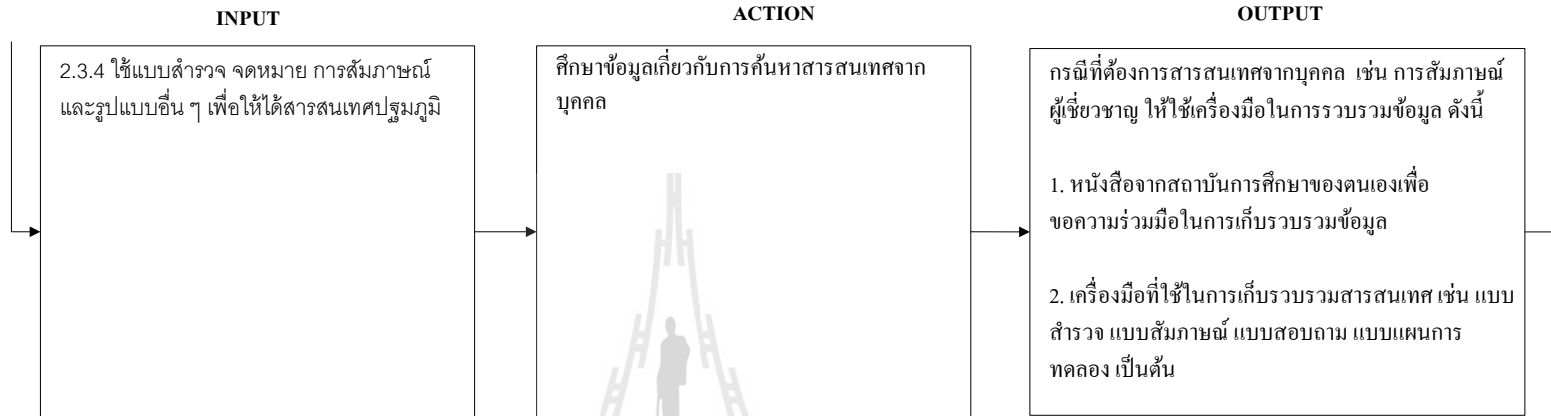 INPUT
ACTION
OUTPUT
2.3.4 ใช้แบบสำรวจ จดหมาย การสัมภาษณ์
และรูปแบบอื่น ๆ เพื่อให้ได้สารสนเทศปฐมภูมิ
ศึกษาข้อมูลเกี่ยวกับการค้นหาสารสนเทศจาก
บุคคล
กรณีที่ต้องการสารสนเทศจากบุคคล เช่น การสัมภาษณ์
ผู้เชี่ยวชาญ ให้ใช้เครื่องมือในการรวบรวมข้อมูล ดังนี้
1. หนังสือจากสถาบันการศึกษาของตนเองเพื่อ
ขอความร่วมมือในการเก็บรวบรวมข้อมูล
2. เครื่องมือที่ใช้ในการเก็บรวบรวมสารสนเทศ เช่น แบบ
สำรวจ แบบสัมภาษณ์ แบบสอบถาม แบบแผนการ
ทดลอง เป็นต้น